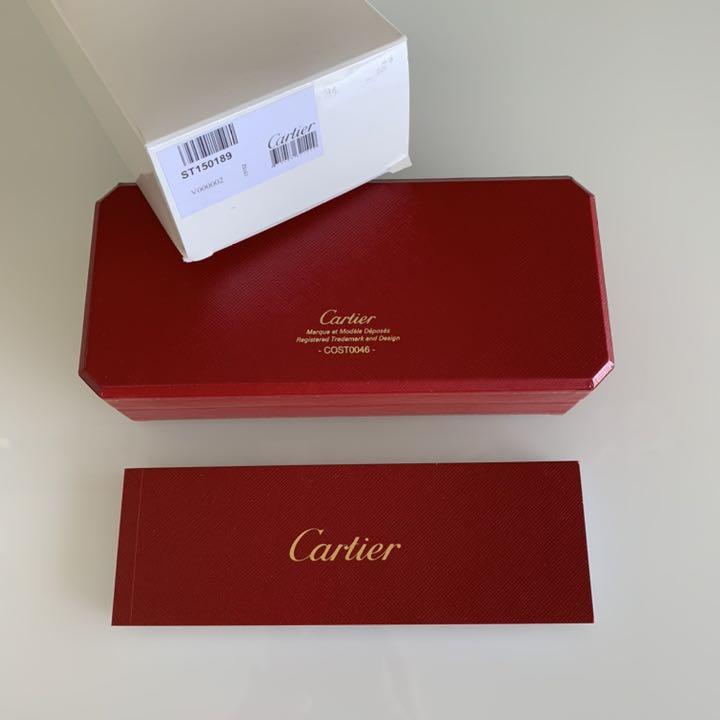 Cartier
ST150189
V000002
Cartier
Marque et Modèle Déposés
Registered Trademark and Design
- COST0046 -
Cartier